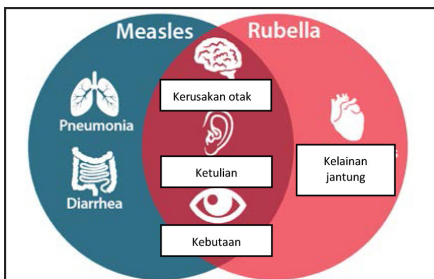 Measles
Rubella
Kerusakan otak
Pneumonia
Ketulian
Kelainan
jantung
Diarrhea
Kebutaan